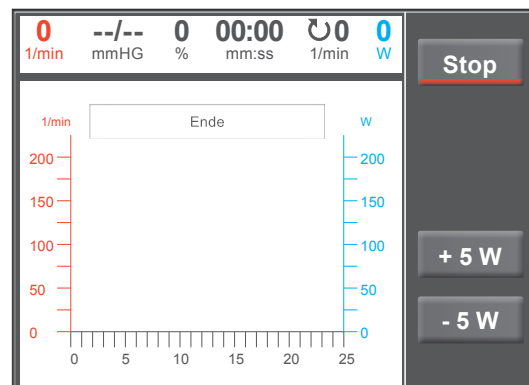 0 --/-- 0 00:00 0 0
1/min mmHG % mm:ss 1/min W
Stop
1/min Ende W
200 200
150 150
100 100
+ 5 W
50 50
- 5 W
0 0
0 5 10 15 20 25